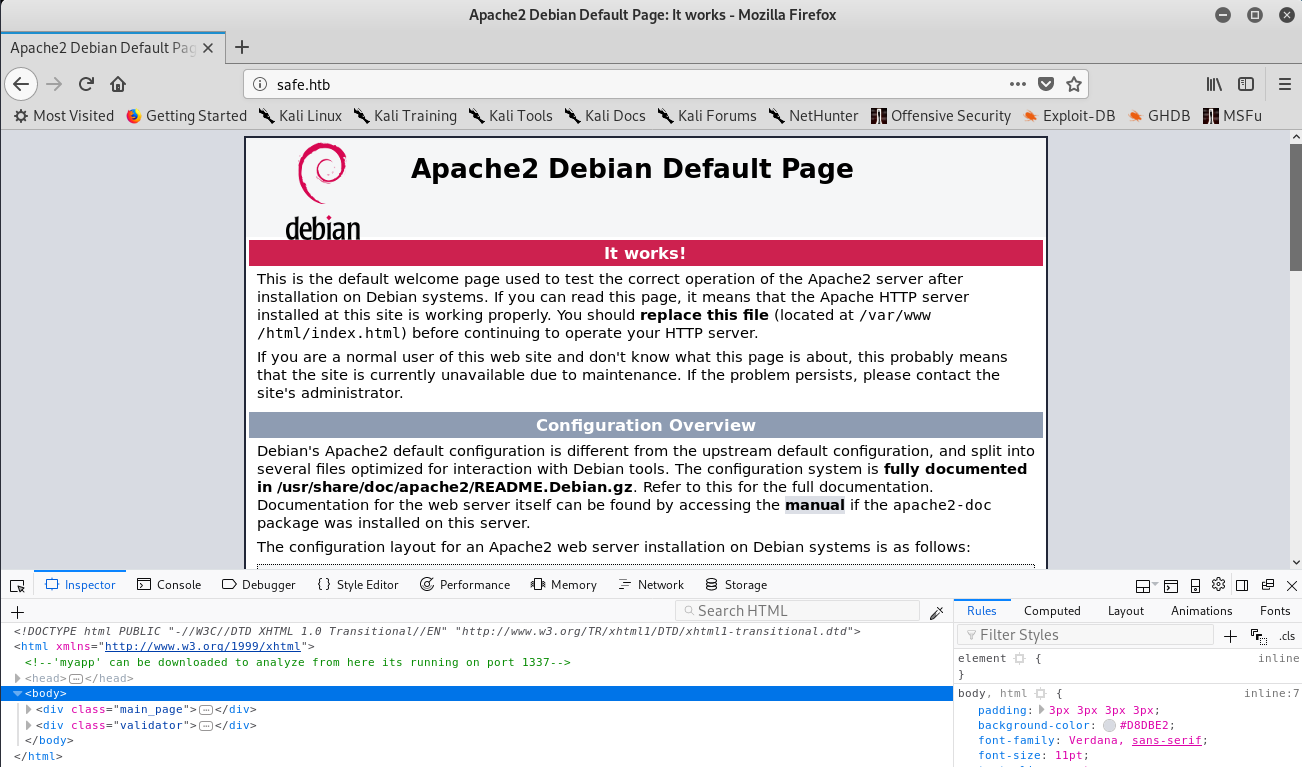 Apache2 Debian Default Page: It works - Mozilla Firefox
Apache2 Debian Default Pag
safe.htb
Most Visited Getting Started Kali Linux Kali Training Kali Tools Kali Docs Kali Forums NetHunter Offensive Security Exploit-DB GHDB MSFu
debian
Apache2 Debian Default Page
It works!
This is the default welcome page used to test the correct operation of the Apache2 server after
installation on Debian systems. If you can read this page, it means that the Apache HTTP server
installed at this site is working properly. You should replace this file (located at /var/www
/html/index.html) before continuing to operate your HTTP server.
If you are a normal user of this web site and don't know what this page is about, this probably means
that the site is currently unavailable due to maintenance. If the problem persists, please contact the
site's administrator.
Configuration Overview
Debian's Apache2 default configuration is different from the upstream default configuration, and split into
several files optimized for interaction with Debian tools. The configuration system is fully documented
in /usr/share/doc/apache2/README.Debian.gz. Refer to this for the full documentation.
Documentation for the web server itself can be found by accessing the manual if the apache2-doc
package was installed on this server.
The configuration layout for an Apache2 web server installation on Debian systems is as follows:
Inspector Console Debugger Style Editor Performance Memory Network Storage
Search HTML
<!DOCTYPE html PUBLIC "-//W3C//DTD XHTML 1.0 Transitional//EN" "http://www.w3.org/TR/xhtml1/DTD/xhtml1-transitional.dtd">
<html xmlns="http://www.w3.org/1999/xhtml">
<!--'myapp' can be downloaded to analyze from here its running on port 1337-->
<head></head>
<body>
<div class="main_page"></div>
<div class="validator"></div>
</body>
</html>
Rules Computed Layout Animations Fonts
Filter Styles .cls
element { inline
}
body, html { inline:7
padding: 3px 3px 3px 3px;
background-color: #D8DBE2;
font-family: Verdana, sans-serif;
font-size: 11pt;